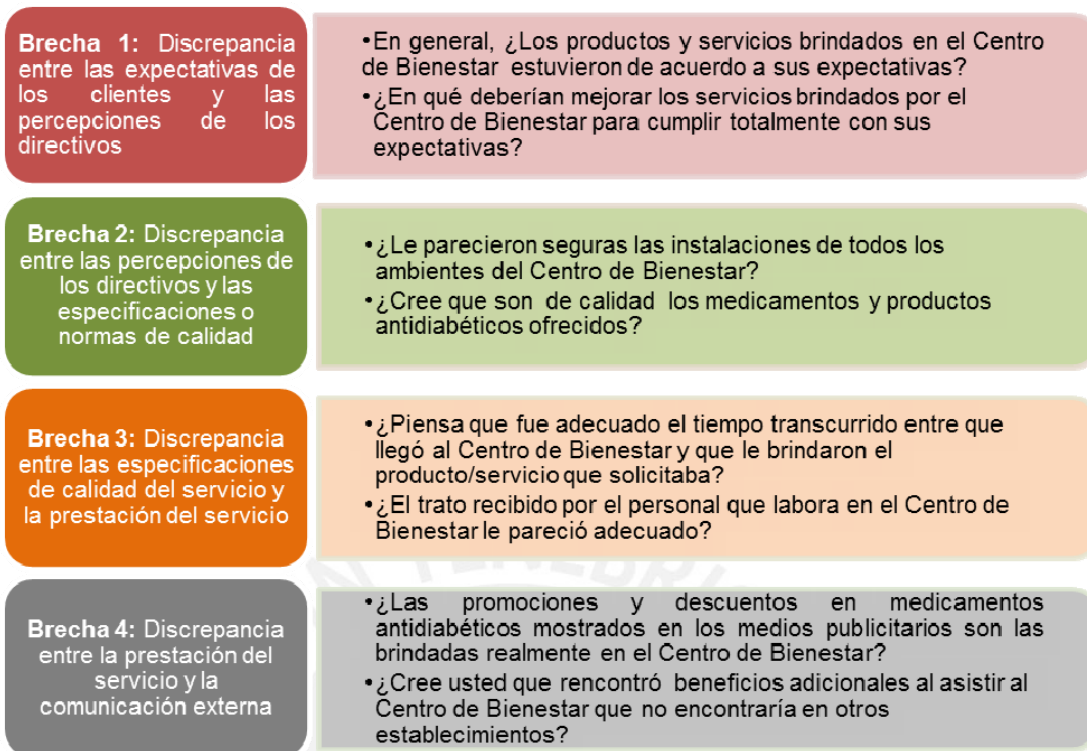 Brecha 1: Discrepancia
entre las expectativas de
los clientes y las
percepciones de los
directivos
•En general, ¿Los productos y servicios brindados en el Centro
de Bienestar estuvieron de acuerdo a sus expectativas?
•¿En qué deberían mejorar los servicios brindados por el
Centro de Bienestar para cumplir totalmente con sus
expectativas?
Brecha 2: Discrepancia
entre las percepciones de
los directivos y las
especificaciones o
normas de calidad
•¿Le parecieron seguras las instalaciones de todos los
ambientes del Centro de Bienestar?
•¿Cree que son de calidad los medicamentos y productos
antidiabéticos ofrecidos?
Brecha 3: Discrepancia
entre las especificaciones
de calidad del servicio y
la prestación del servicio
•¿Piensa que fue adecuado el tiempo transcurrido entre que
llegó al Centro de Bienestar y que le brindaron el
producto/servicio que solicitaba?
•¿El trato recibido por el personal que labora en el Centro de
Bienestar le pareció adecuado?
Brecha 4: Discrepancia
entre la prestación del
servicio y la
comunicación externa
•¿Las promociones y descuentos en medicamentos
antidiabéticos mostrados en los medios publicitarios son las
brindadas realmente en el Centro de Bienestar?
•¿Cree usted que rencontró beneficios adicionales al asistir al
Centro de Bienestar que no encontraría en otros
establecimientos?